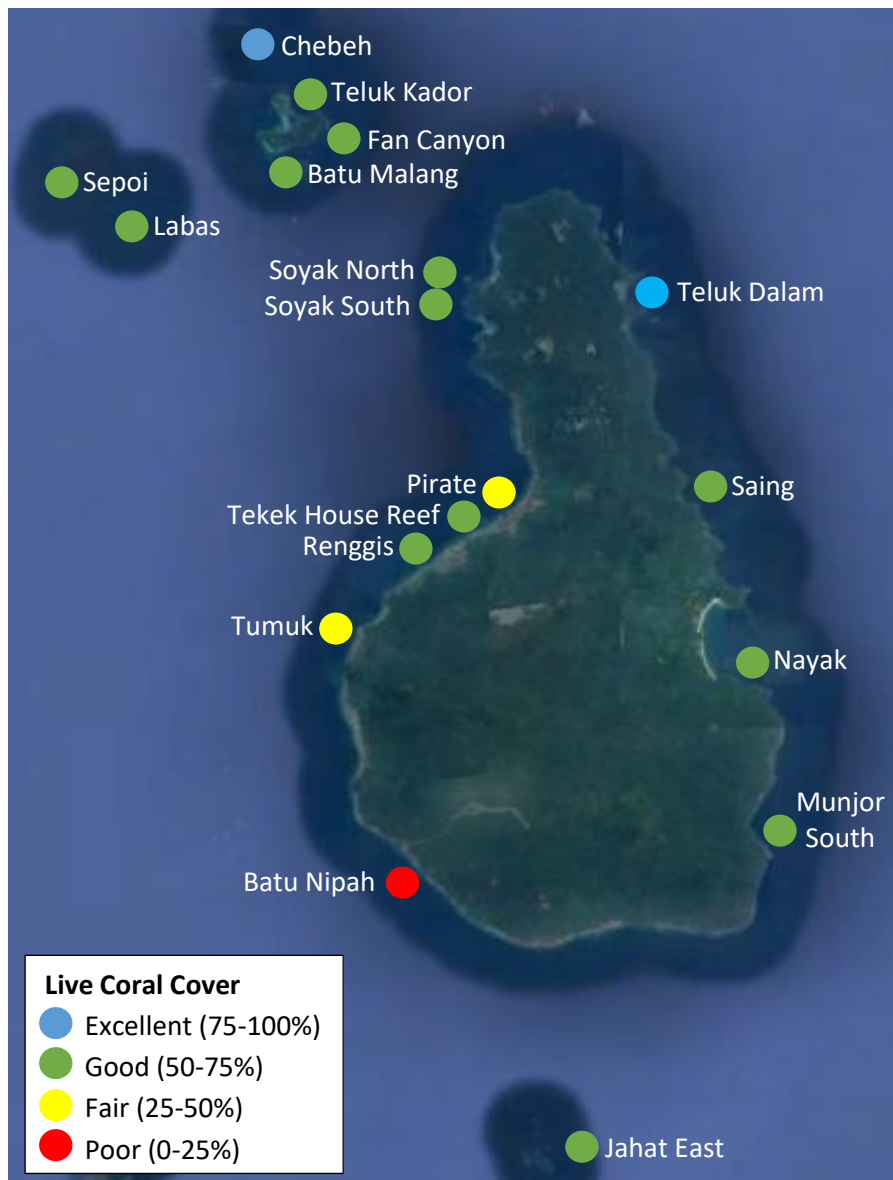 Chebeh
Teluk Kador
Fan Canyon
Batu Malang
Sepoi
Labas
Soyak North
Soyak South
Teluk Dalam
Pirate
Saing
Tekek House Reef
Renggis
Tumuk
Nayak
Munjor
South
Batu Nipah
Live Coral Cover
Excellent (75-100%)
Good (50-75%)
Fair (25-50%)
Poor (0-25%)
Jahat East